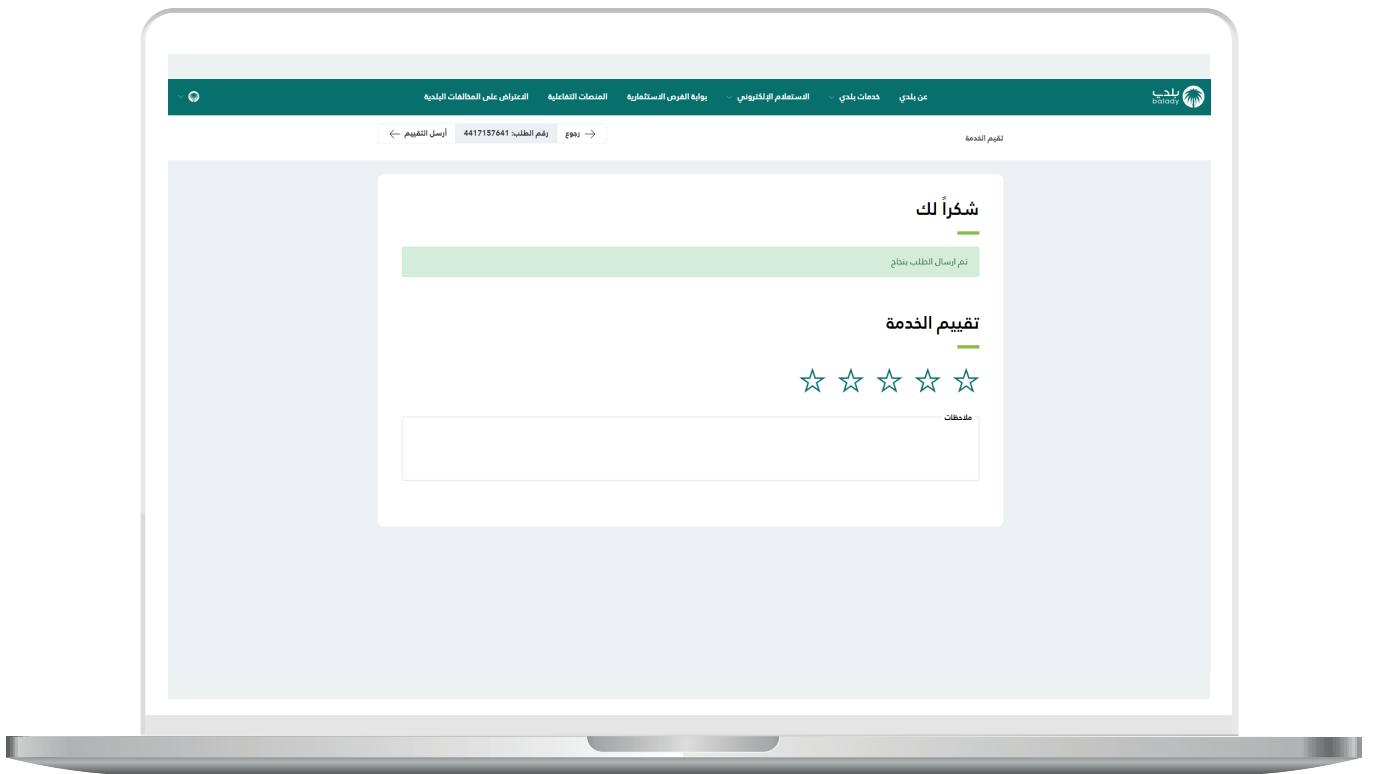 بلدي
balady
عن بلدي
خدمات بلدي
الاستعلام الإلكتروني
بوابة الفرص الاستثمارية
المنصات التفاعلية
الاعتراض على المخالفات البلدية
تقيم الخدمة
رجوع
رقم الطلب: 4417157641
أرسل التقييم
شكراً لك
تم ارسال الطلب بنجاح
تقييم الخدمة
ملاحظات